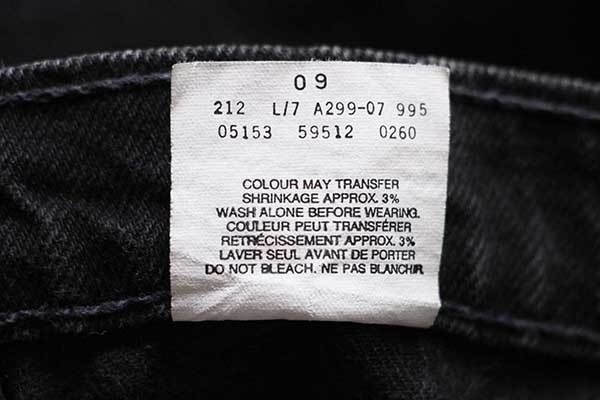 09
212 L/7 A299-07 995
05153 59512 0260
COLOUR MAY TRANSFER
SHRINKAGE APPROX. 3%
WASH ALONE BEFORE WEARING.
COULEUR PEUT TRANSFÉRER
RETRÉCISSEMENT APPROX. 3%
LAVER SEUL AVANT DE PORTER
DO NOT BLEACH. NE PAS BLANCHIR